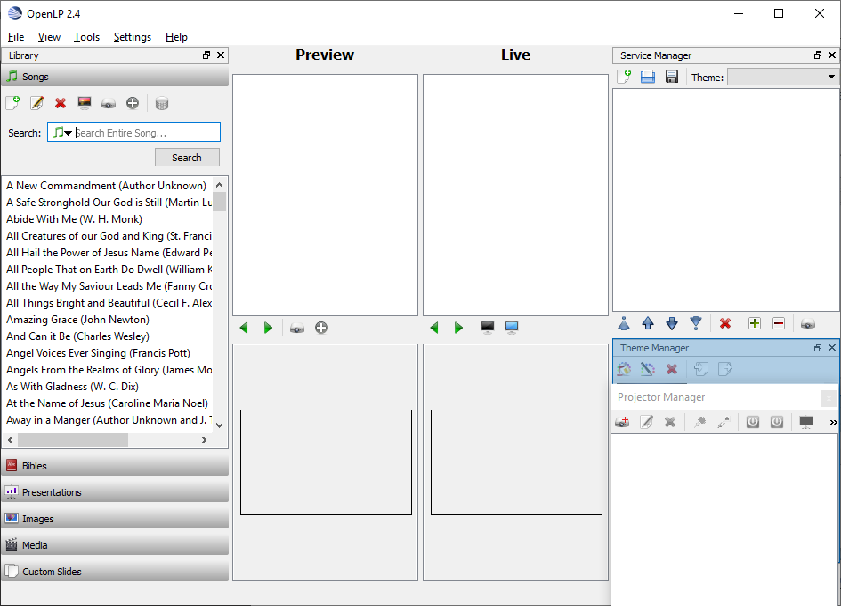 OpenLP 2.4
File View Tools Settings Help
Library
Songs
Search:
Search Entire Song...
Search
A New Commandment (Author Unknown)
A Safe Stronghold Our God is Still (Martin Lu
Abide With Me (W. H. Monk)
All Creatures of our God and King (St. Franci
All Hail the Power of Jesus Name (Edward Pe
All People That on Earth Do Dwell (William K
All the Way My Saviour Leads Me (Fanny Cro
All Things Bright and Beautiful (Cecil F. Alex
Amazing Grace (John Newton)
And Can it Be (Charles Wesley)
Angel Voices Ever Singing (Francis Pott)
Angels From the Realms of Glory (James Mo
As With Gladness (W. C. Dix)
At the Name of Jesus (Caroline Maria Noel)
Away in a Manger (Author Unknown and J. T
Bibles
Presentations
Images
Media
Custom Slides
Preview
Live
Service Manager
Theme:
Theme Manager
Projector Manager